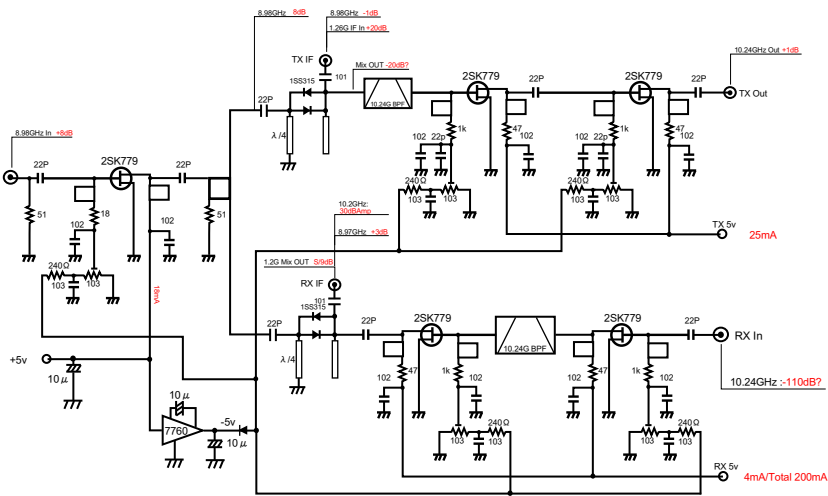 8.98GHz 8dB
8.98GHz -1dB
1.26G IF In +20dB
TX IF
Mix OUT -20dB?
10.24GHz Out +1dB
1SS315
101
10.24G BPF
2SK779
22P
2SK779
22P
TX Out
22P
λ/4
1k
47
102
1k
47
102
102
22p
102
22p
8.98GHz In +8dB
22P
2SK779
22P
240Ω
103
103
240Ω
103
103
51
18
102
102
51
10.2GHz:
30dBAmp
8.97GHz +3dB
TX 5v
25mA
1.2G Mix OUT S/9dB
RX IF
240Ω
103
103
18mA
101
1SS315
22P
22P
2SK779
10.24G BPF
2SK779
22P
RX In
+5v
10μ
λ/4
47
102
1k
102
102
47
1k
102
10.24GHz :-110dB?
10μ
7760
-5v
10μ
103
103
240Ω
103
103
240Ω
RX 5v
4mA/Total 200mA